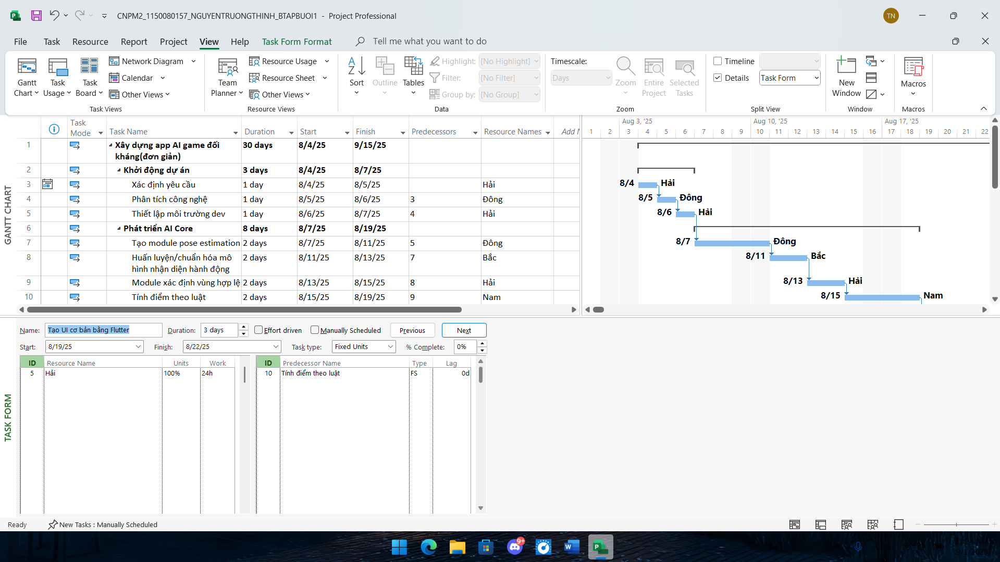 CNPM2_1150080157_NGUYENTRUONGTHINH_BTAPBUOI1 - Project Professional
TN
File Task Resource Report Project View Help Task Form Format Tell me what you want to do
Gantt Chart
Task Usage
Task Board
Network Diagram
Calendar
Other Views
Task Views
Team Planner
Resource Usage
Resource Sheet
Other Views
Resource Views
Sort
Outline
Tables
Highlight: [No Highlight]
Filter: [No Filter]
Group by: [No Group]
Data
Timescale:
Days
Zoom
Entire Project
Selected Tasks
Zoom
Timeline
Details Task Form
Split View
New Window
Window
Macros
Macros
GANTT CHART
Task Mode Task Name Duration Start Finish Predecessors Resource Names Add N
1 Xây dựng app AI game đối kháng(đơn giản) 30 days 8/4/25 9/15/25
2 Khởi động dự án 3 days 8/4/25 8/7/25
3 Xác định yêu cầu 1 day 8/4/25 8/5/25 Hải
4 Phân tích công nghệ 1 day 8/5/25 8/6/25 3 Đông
5 Thiết lập môi trường dev 1 day 8/6/25 8/7/25 4 Hải
6 Phát triển AI Core 8 days 8/7/25 8/19/25
7 Tạo module pose estimation 2 days 8/7/25 8/11/25 5 Đông
8 Huấn luyện/chuẩn hóa mô hình nhận diện hành động 2 days 8/11/25 8/13/25 7 Bắc
9 Module xác định vùng hợp lệ 2 days 8/13/25 8/15/25 8 Hải
10 Tính điểm theo luật 2 days 8/15/25 8/19/25 9 Nam
Aug 3, '25 Aug 10, '25 Aug 17, '25
1 2 3 4 5 6 7 8 9 10 11 12 13 14 15 16 17 18 19 20 21 22
8/4 Hải
8/5 Đông
8/6 Hải
8/7 Đông
8/11 Bắc
8/13 Hải
8/15 Nam
TASK FORM
Name: Tạo UI cơ bản bằng Flutter Duration: 3 days Effort driven Manually Scheduled Previous Next
Start: 8/19/25 Finish: 8/22/25 Task type: Fixed Units % Complete: 0%
ID Resource Name Units Work
5 Hải 100% 24h
ID Predecessor Name Type Lag
10 Tính điểm theo luật FS 0d
Ready New Tasks : Manually Scheduled
9+